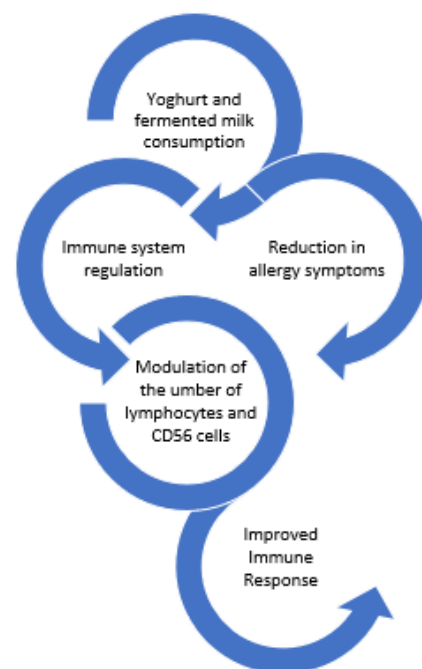 Yoghurt and
fermented milk
consumption
Immune system
regulation
Reduction in
allergy symptoms
Modulation of
the umber of
lymphocytes and
CD56 cells
Improved
Immune
Response